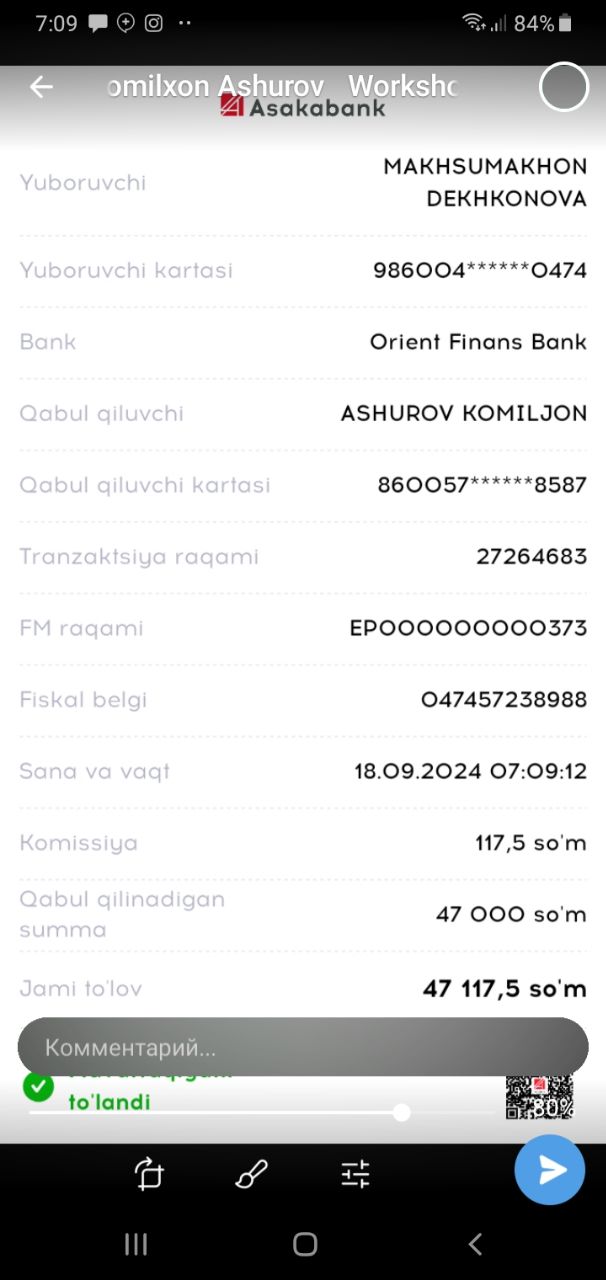 7:09
84%
omilxon Ashurov Worksho
Asakabank
Yuboruvchi
MAKHSUMAKHON
DEKHKONOVA
Yuboruvchi kartasi
986004******0474
Bank
Orient Finans Bank
Qabul qiluvchi
ASHUROV KOMILJON
Qabul qiluvchi kartasi
860057******8587
Tranzaktsiya raqami
27264683
FM raqami
EP000000000373
Fiskal belgi
047457238988
Sana va vaqt
18.09.2024 07:09:12
Komissiya
117,5 so'm
Qabul qilinadigan
summa
47 000 so'm
Jami to'lov
47 117,5 so'm
Комментарий...
to'landi
80%